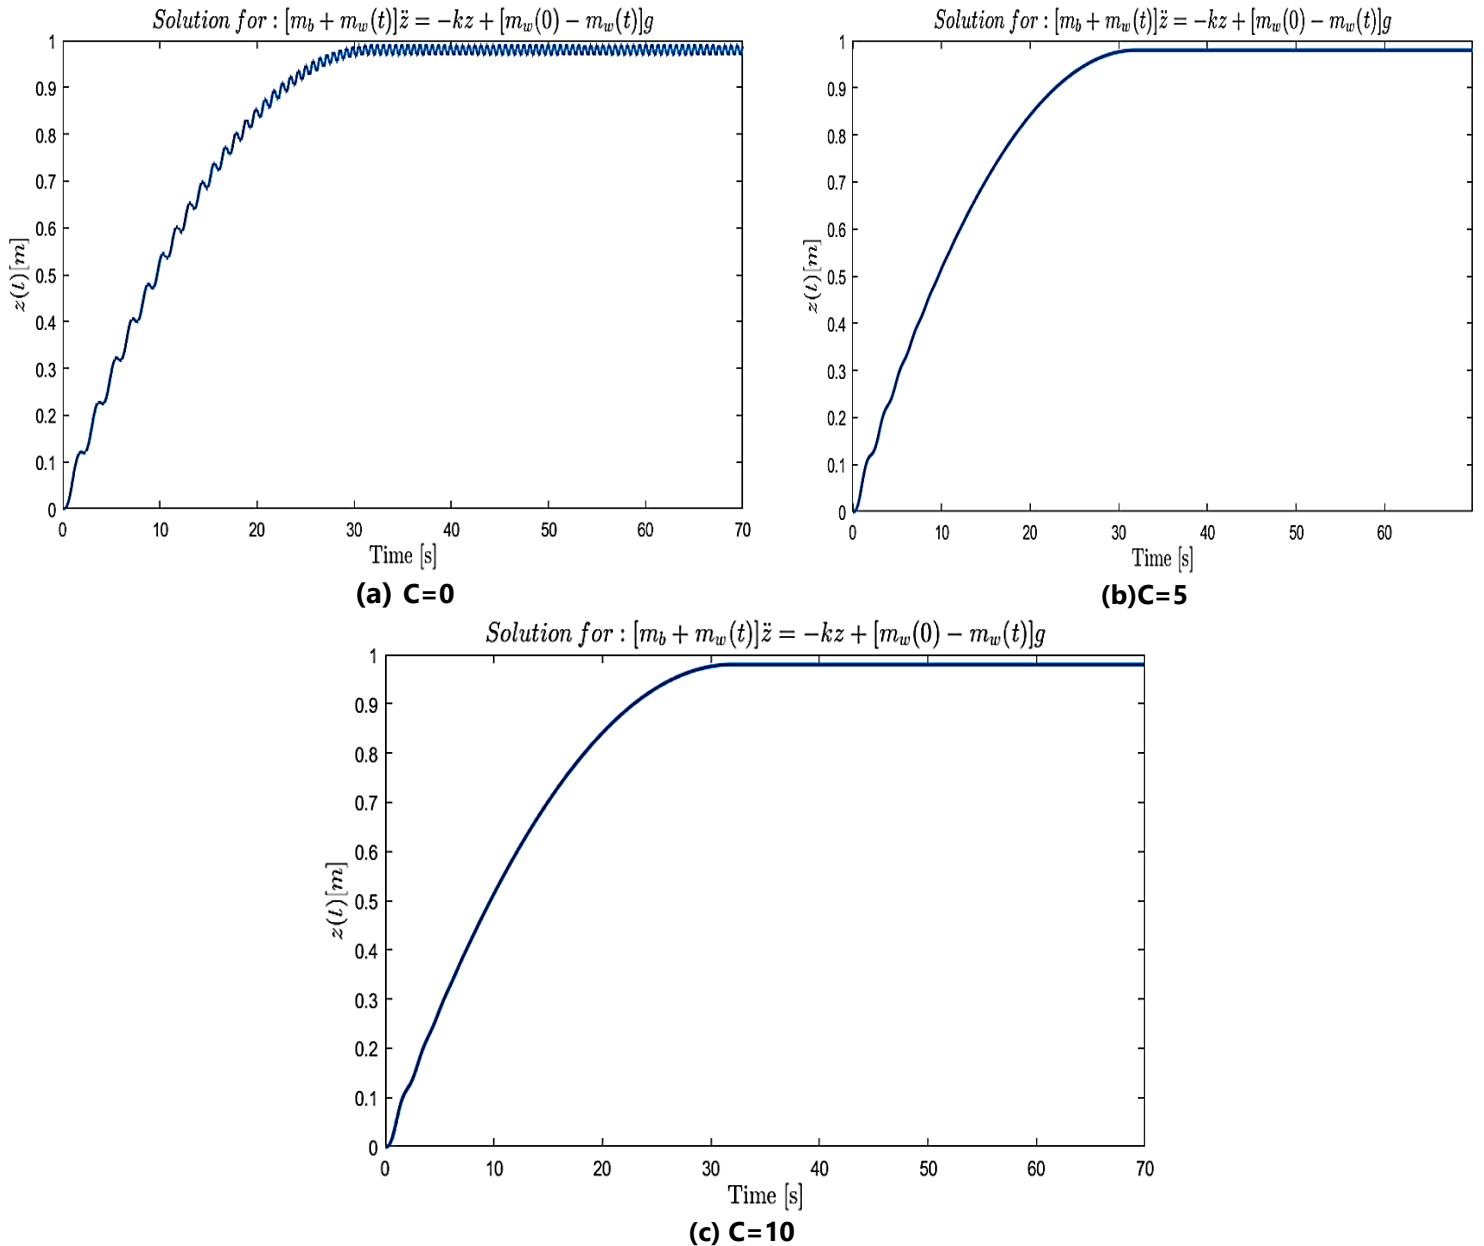 Solution for : [m_b + m_w(t)]z̈ = −kz + [m_w(0) − m_w(t)]g
1
0.9
0.8
0.7
0.6
0.5
0.4
0.3
0.2
0.1
0
z(t)[m]
0 10 20 30 40 50 60 70
Time [s]
(a) C=0
Solution for : [m_b + m_w(t)]z̈ = −kz + [m_w(0) − m_w(t)]g
1
0.9
0.8
0.7
0.6
0.5
0.4
0.3
0.2
0.1
0
z(t)[m]
0 10 20 30 40 50 60
Time [s]
(b)C=5
Solution for : [m_b + m_w(t)]z̈ = −kz + [m_w(0) − m_w(t)]g
1
0.9
0.8
0.7
0.6
0.5
0.4
0.3
0.2
0.1
0
z(t)[m]
0 10 20 30 40 50 60 70
Time [s]
(c) C=10